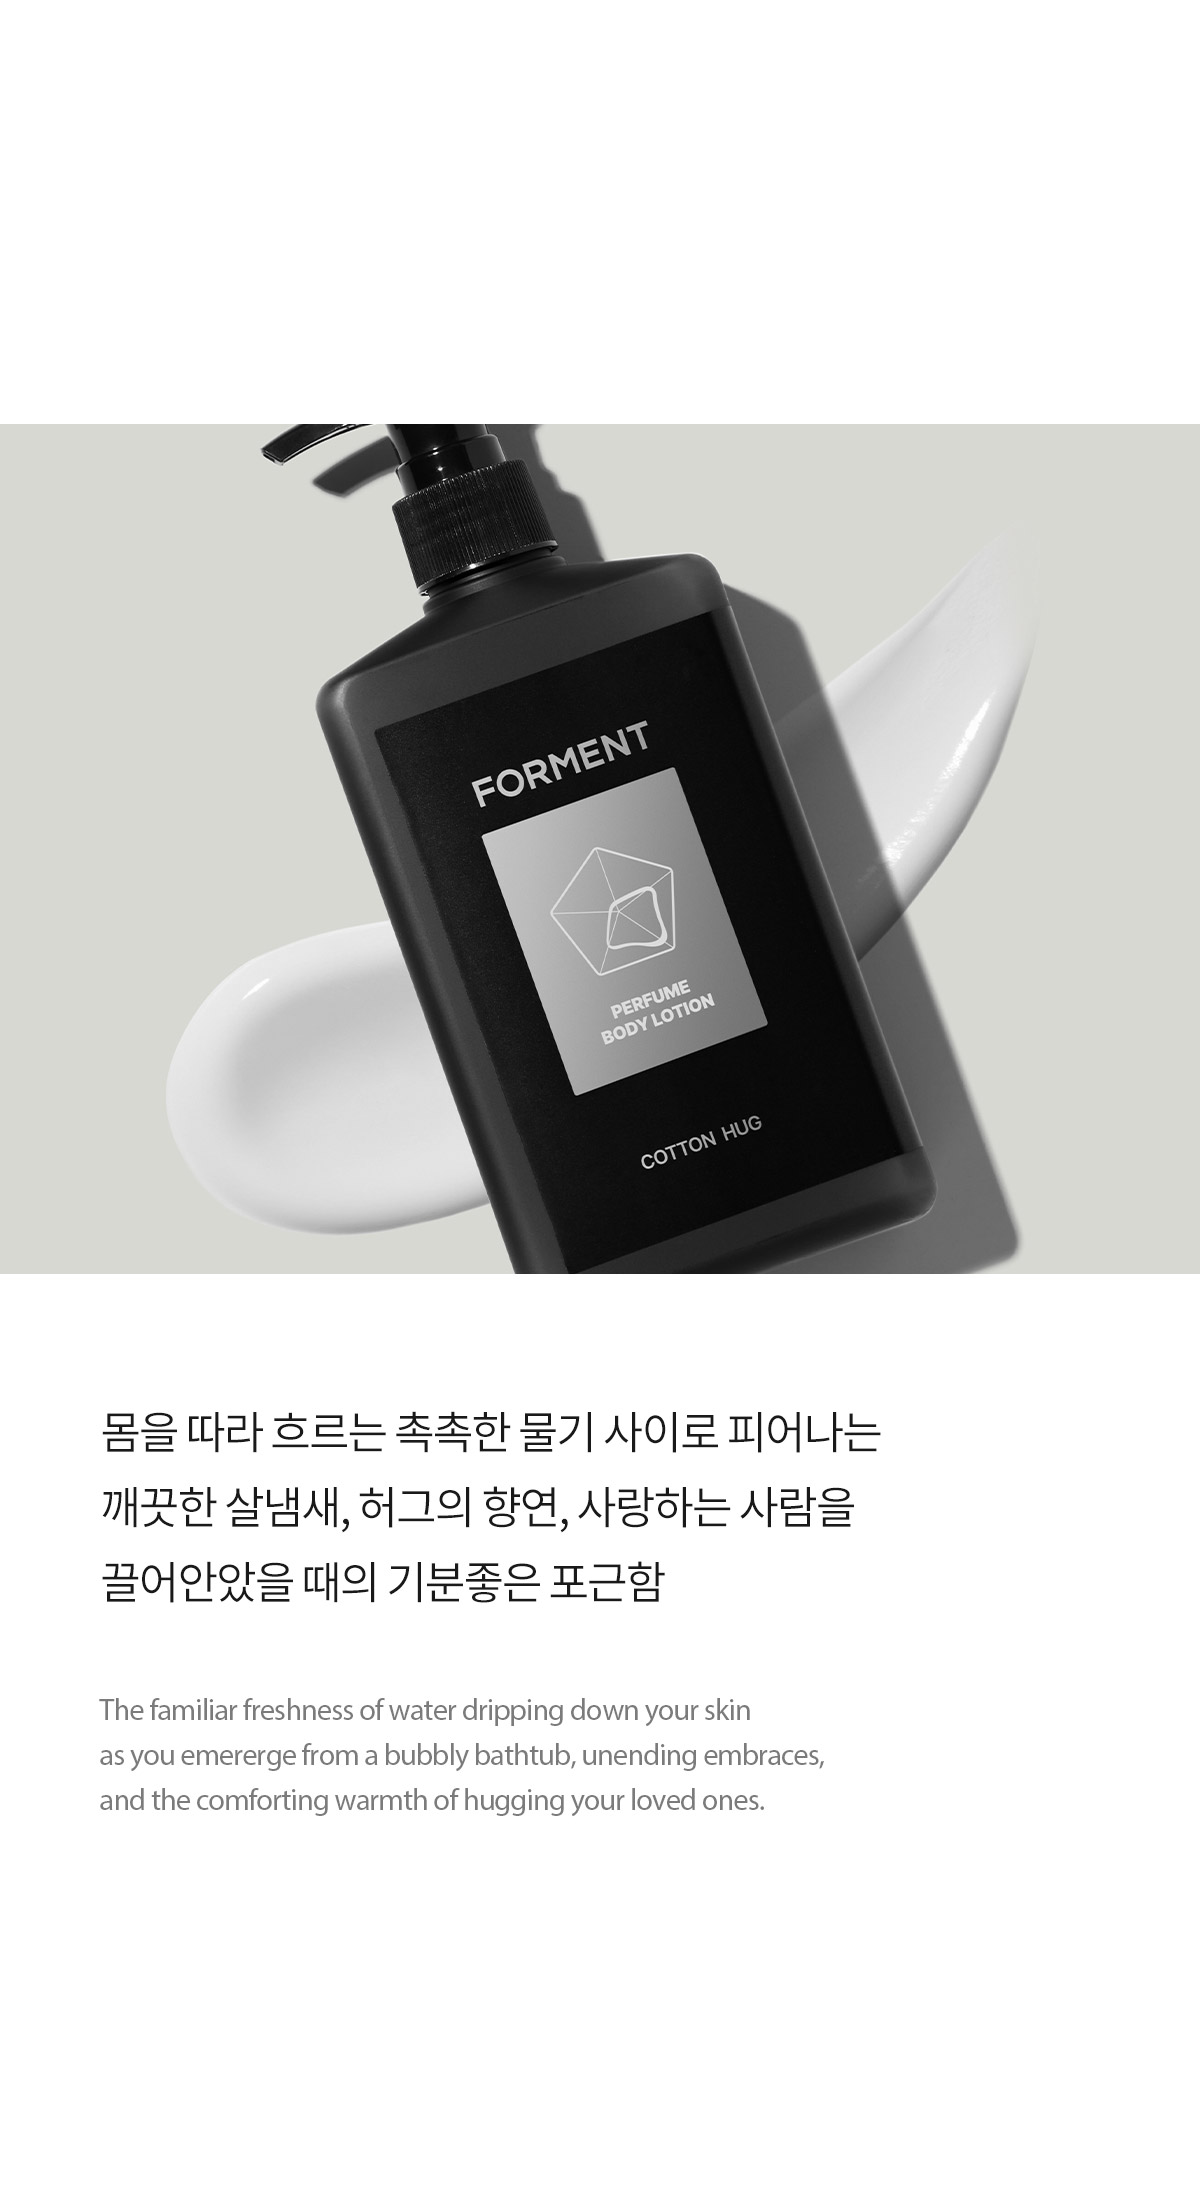 FORMENT
PERFUME
BODY LOTION
COTTON HUG
몸을 따라 흐르는 촉촉한 물기 사이로 피어나는
깨끗한 살냄새, 허그의 향연, 사랑하는 사람을
끌어안았을 때의 기분좋은 포근함
The familiar freshness of water dripping down your skin
as you emererge from a bubbly bathtub, unending embraces,
and the comforting warmth of hugging your loved ones.